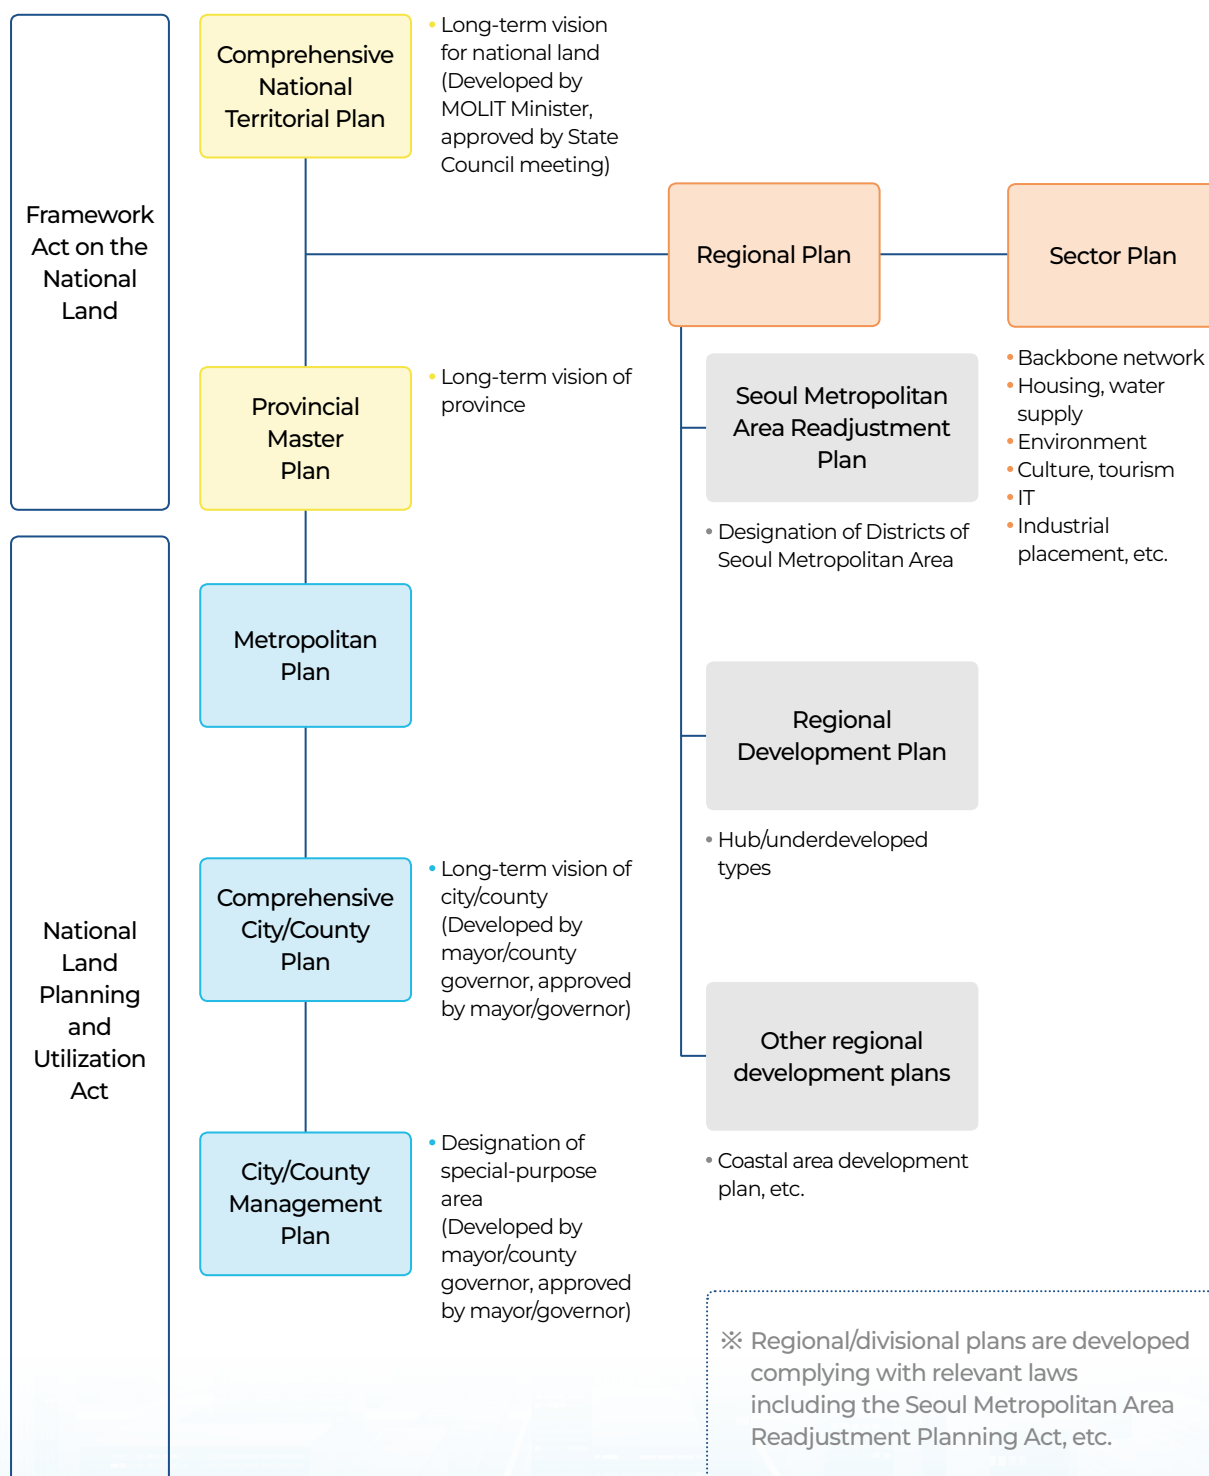 Framework
Act on the
National
Land
Comprehensive
National
Territorial Plan
• Long-term vision
for national land
(Developed by
MOLIT Minister,
approved by State
Council meeting)
Regional Plan
Sector Plan
• Backbone network
• Housing, water
supply
• Environment
• Culture, tourism
• IT
• Industrial
placement, etc.
Provincial
Master
Plan
• Long-term vision of
province
Seoul Metropolitan
Area Readjustment
Plan
• Designation of Districts of
Seoul Metropolitan Area
National
Land
Planning
and
Utilization
Act
Metropolitan
Plan
Regional
Development Plan
• Hub/underdeveloped
types
Comprehensive
City/County
Plan
• Long-term vision of
city/county
(Developed by
mayor/county
governor, approved
by mayor/governor)
Other regional
development plans
• Coastal area development
plan, etc.
City/County
Management
Plan
• Designation of
special-purpose
area
(Developed by
mayor/county
governor, approved
by mayor/governor)
※ Regional/divisional plans are developed
complying with relevant laws
including the Seoul Metropolitan Area
Readjustment Planning Act, etc.